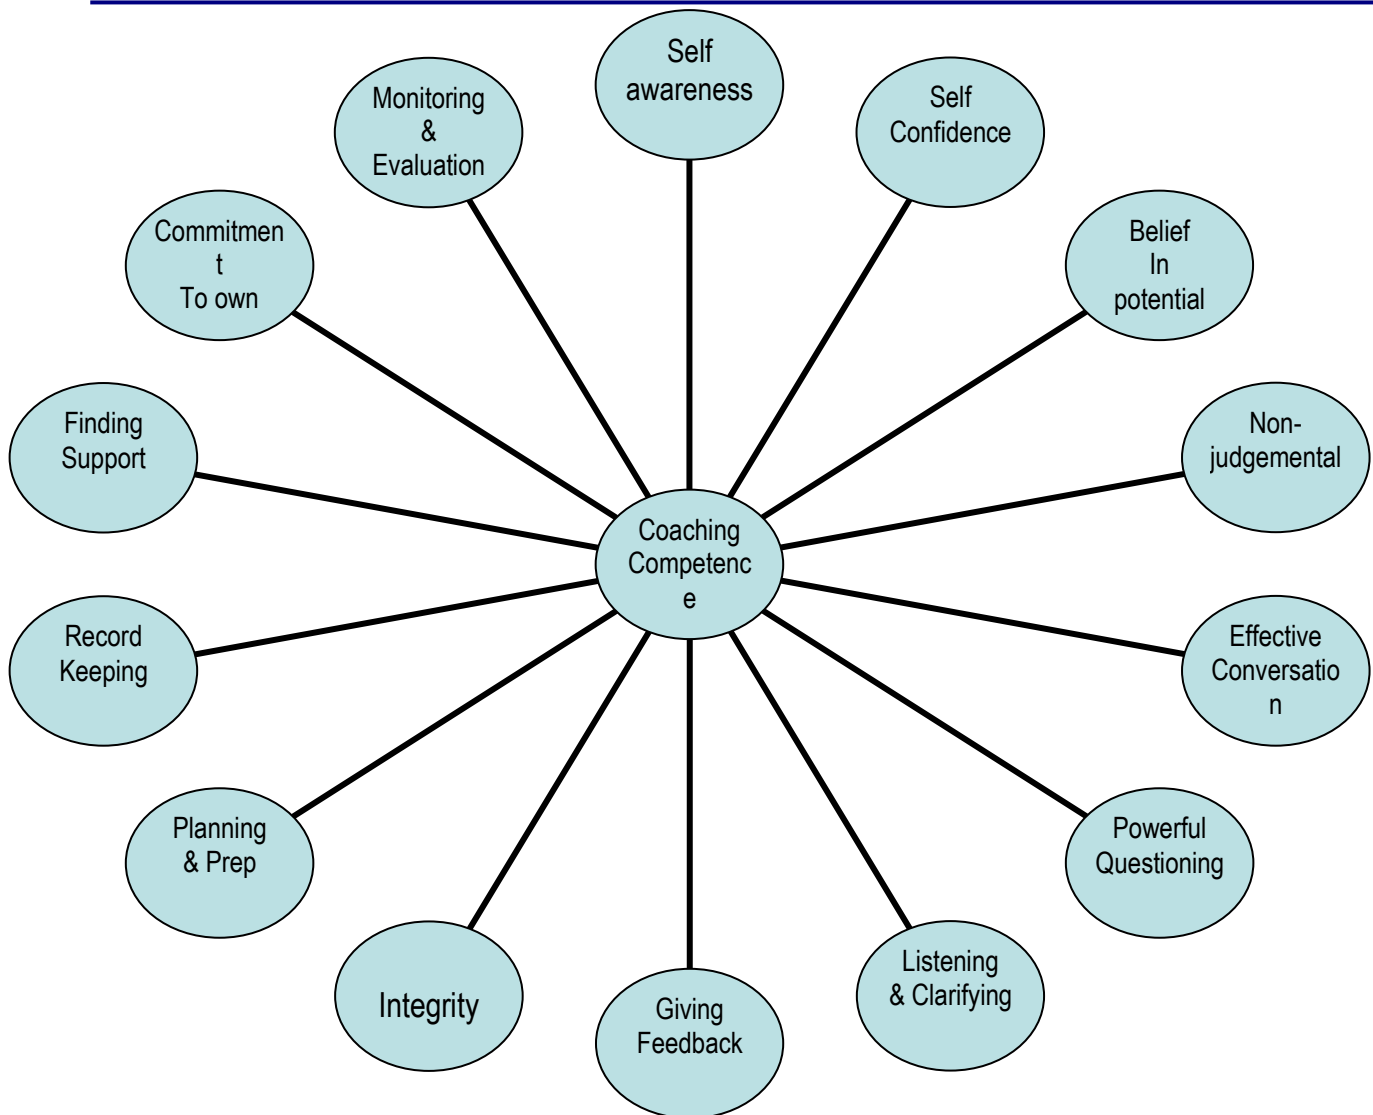 Self
awareness
Self
Confidence
Belief
In
potential
Non-
judgemental
Effective
Conversatio
n
Powerful
Questioning
Listening
& Clarifying
Giving
Feedback
Integrity
Planning
& Prep
Record
Keeping
Finding
Support
Commitmen
t
To own
Monitoring
&
Evaluation
Coaching
Competenc
e